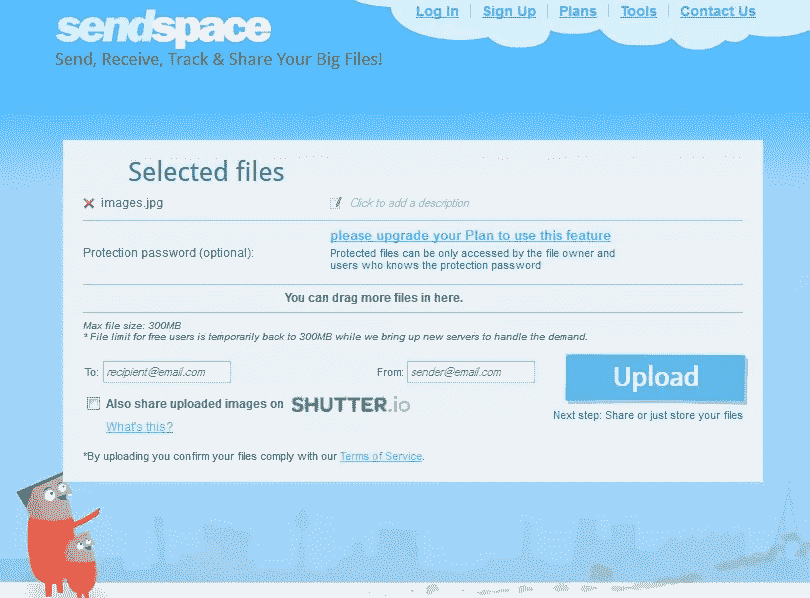 sendspace
Log In Sign Up Plans Tools Contact Us
Send, Receive, Track & Share Your Big Files!
Selected files
images.jpg Click to add a description
please upgrade your Plan to use this feature
Protection password (optional): Protected files can be only accessed by the file owner and
users who knows the protection password
You can drag more files in here.
Max file size: 300MB
* File limit for free users is temporarily back to 300MB while we bring up new servers to handle the demand.
To: recipient@email.com From: sender@email.com Upload
Also share uploaded images on SHUTTER.io
Next step: Share or just store your files
What's this?
*By uploading you confirm your files comply with our Terms of Service.